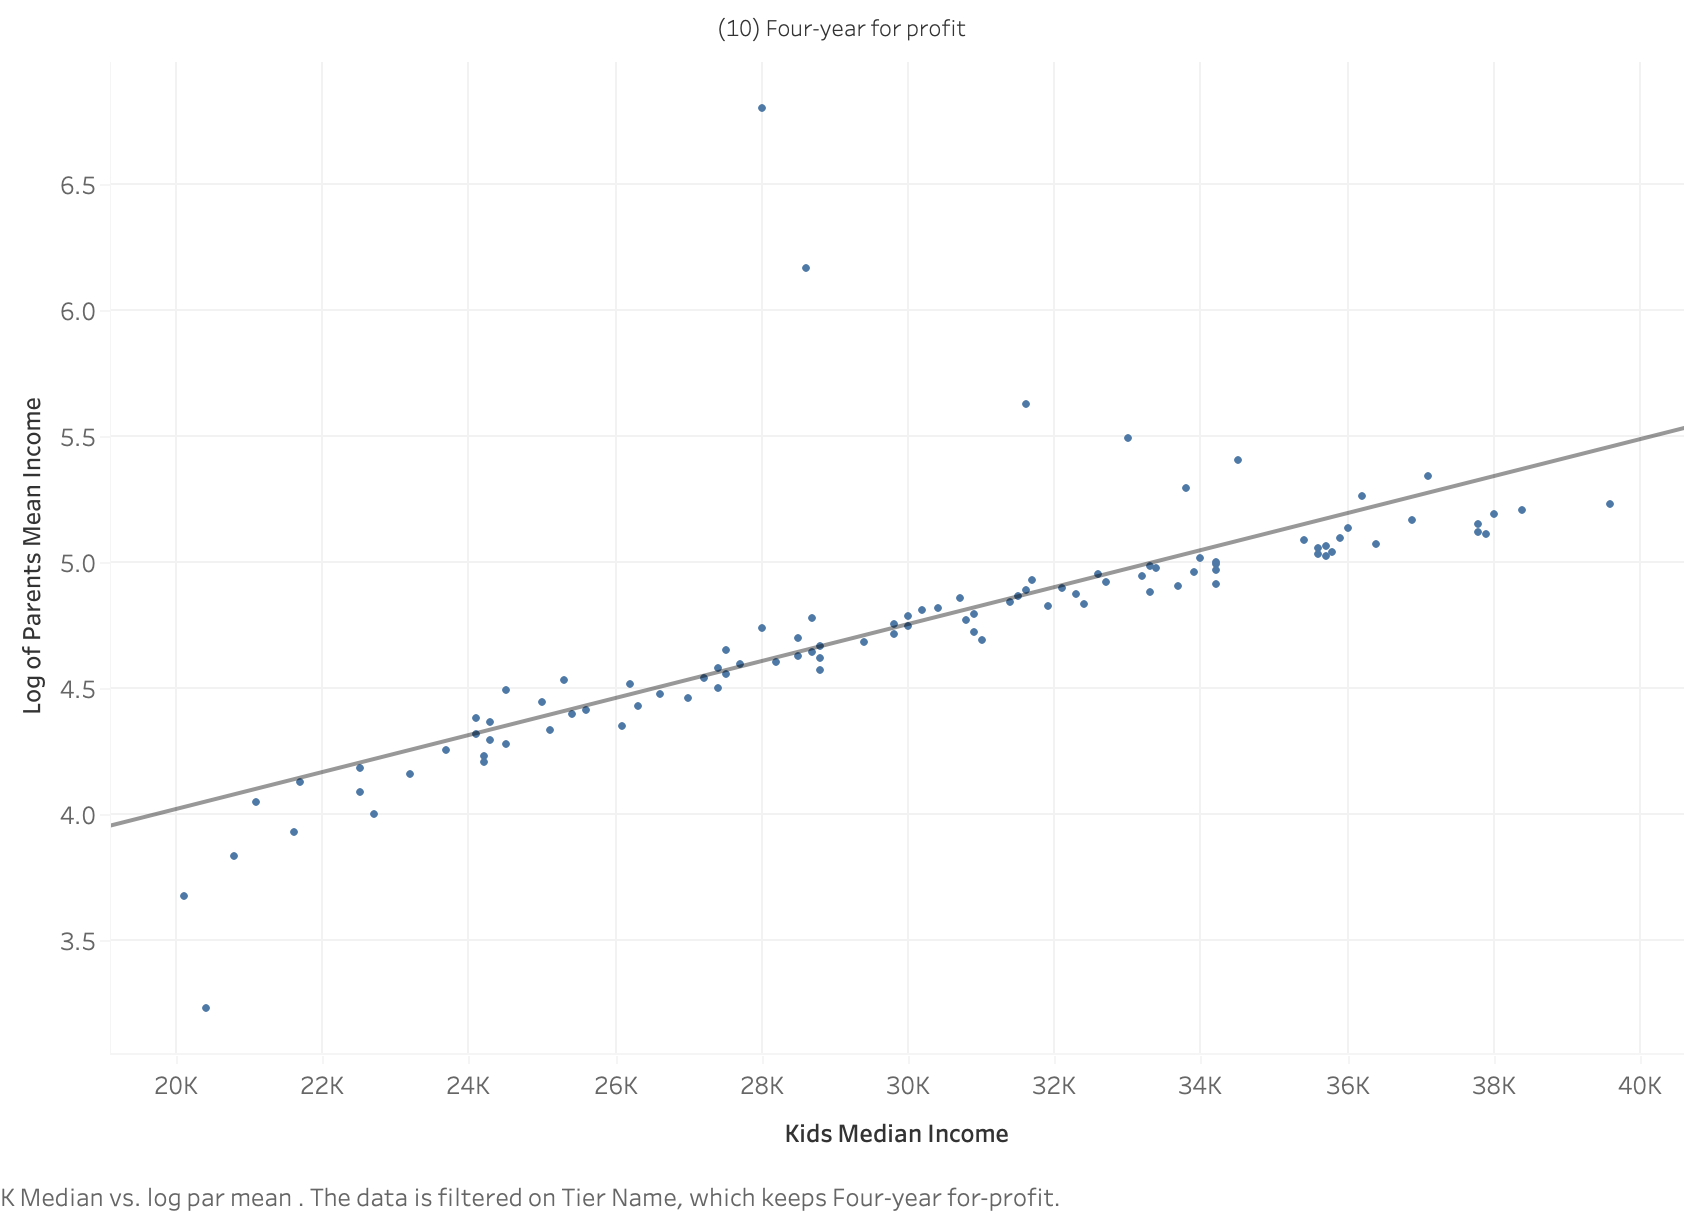 (10) Four-year for profit
6.5
6.0
5.5
5.0
4.5
4.0
3.5
Log of Parents Mean Income
20K 22K 24K 26K 28K 30K 32K 34K 36K 38K 40K
Kids Median Income
K Median vs. log par mean . The data is filtered on Tier Name, which keeps Four-year for-profit.